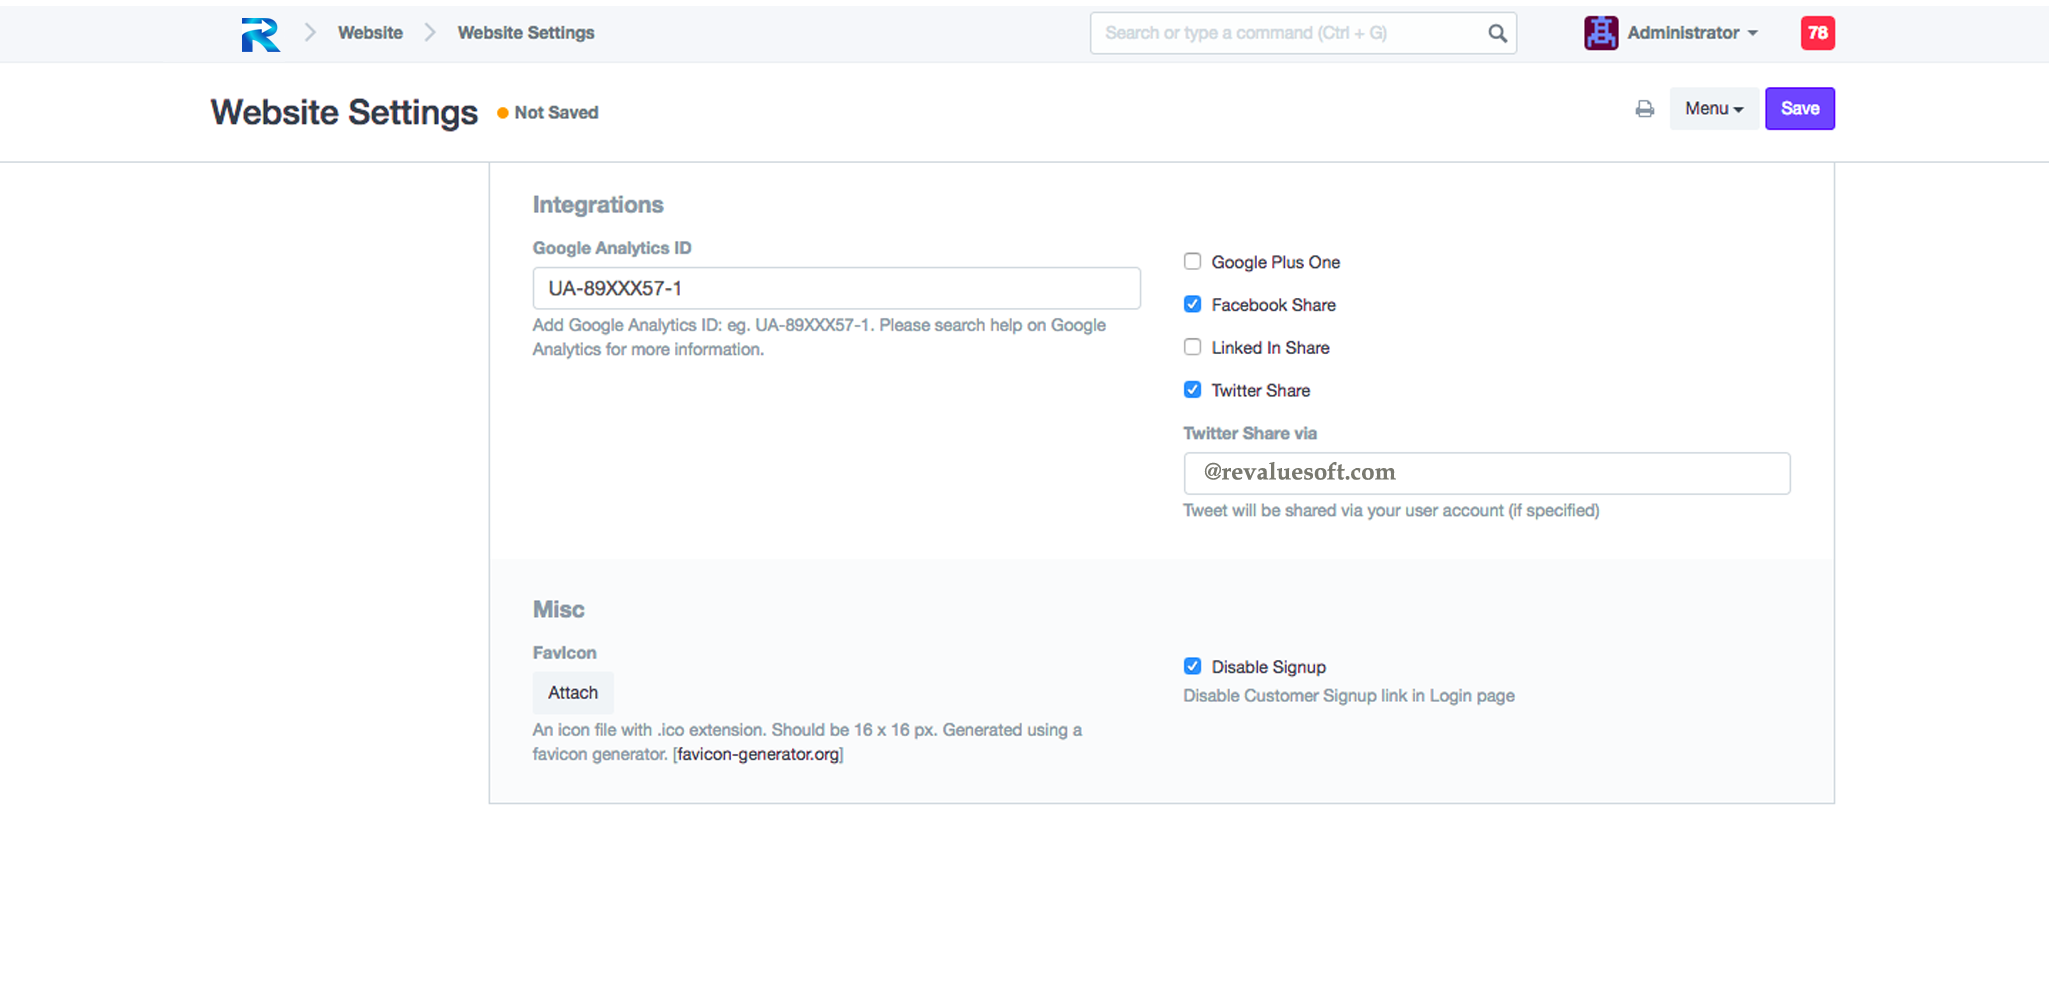 Website
Website Settings
Search or type a command (Ctrl + G)
Administrator
78
Website Settings
Not Saved
Menu
Save
Integrations
Google Analytics ID
UA-89XXX57-1
Add Google Analytics ID: eg. UA-89XXX57-1. Please search help on Google
Analytics for more information.
Google Plus One
Facebook Share
Linked In Share
Twitter Share
Twitter Share via
@revaluesoft.com
Tweet will be shared via your user account (if specified)
Misc
FavIcon
Attach
An icon file with .ico extension. Should be 16 x 16 px. Generated using a
favicon generator. [favicon-generator.org]
Disable Signup
Disable Customer Signup link in Login page